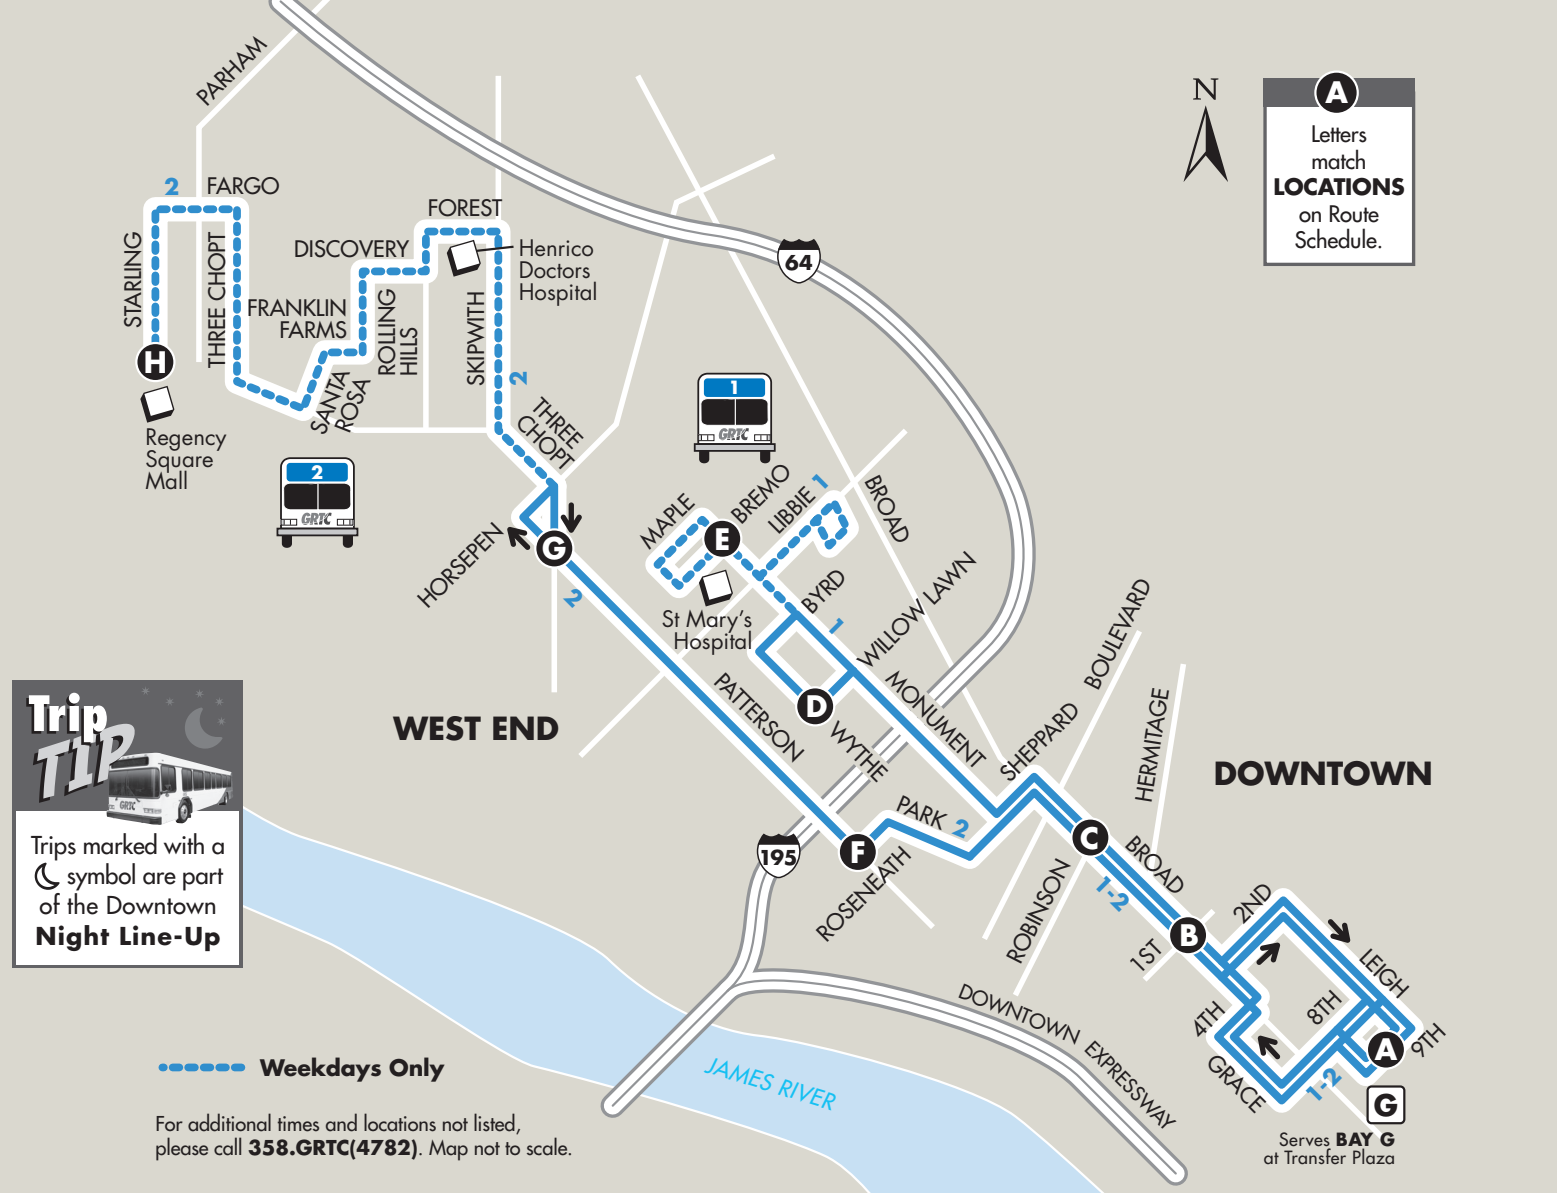 PARHAM
N
A
Letters
match
LOCATIONS
on Route
Schedule.
2
FARGO
FOREST
DISCOVERY
Henrico
Doctors
Hospital
64
STARLING
THREE CHOPT
FRANKLIN
FARMS
ROLLING
HILLS
SKIPWITH
2
H
SANTA
ROSA
THREE
CHOPT
1
GRTC
Regency
Square
Mall
2
GRTC
MAPLE
BREMO
LIBBIE
1
BROAD
E
G
HORSEPEN
2
St Mary's
Hospital
BYRD
1
WILLOW LAWN
BOULEVARD
MONUMENT
D
WYTHE
PATTERSON
SHEPPARD
HERMITAGE
WEST END
DOWNTOWN
Trip
TIP
GRTC
Trips marked with a
symbol are part
of the Downtown
Night Line-Up
PARK
2
195
F
ROSENEATH
C
BROAD
1-2
ROBINSON
B
1ST
2ND
LEIGH
4TH
8TH
9TH
A
GRACE
1-2
G
Serves BAY G
at Transfer Plaza
DOWNTOWN EXPRESSWAY
JAMES RIVER
Weekdays Only
For additional times and locations not listed,
please call 358.GRTC(4782). Map not to scale.